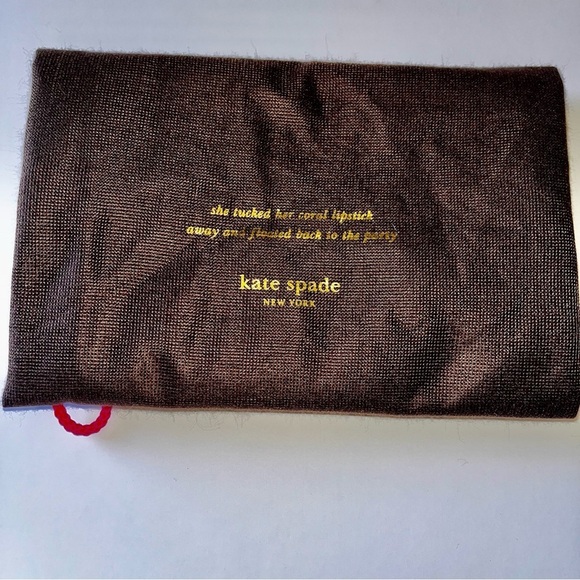 she tucked her coral lipstick
away and floated back to the party
kate spade
NEW YORK